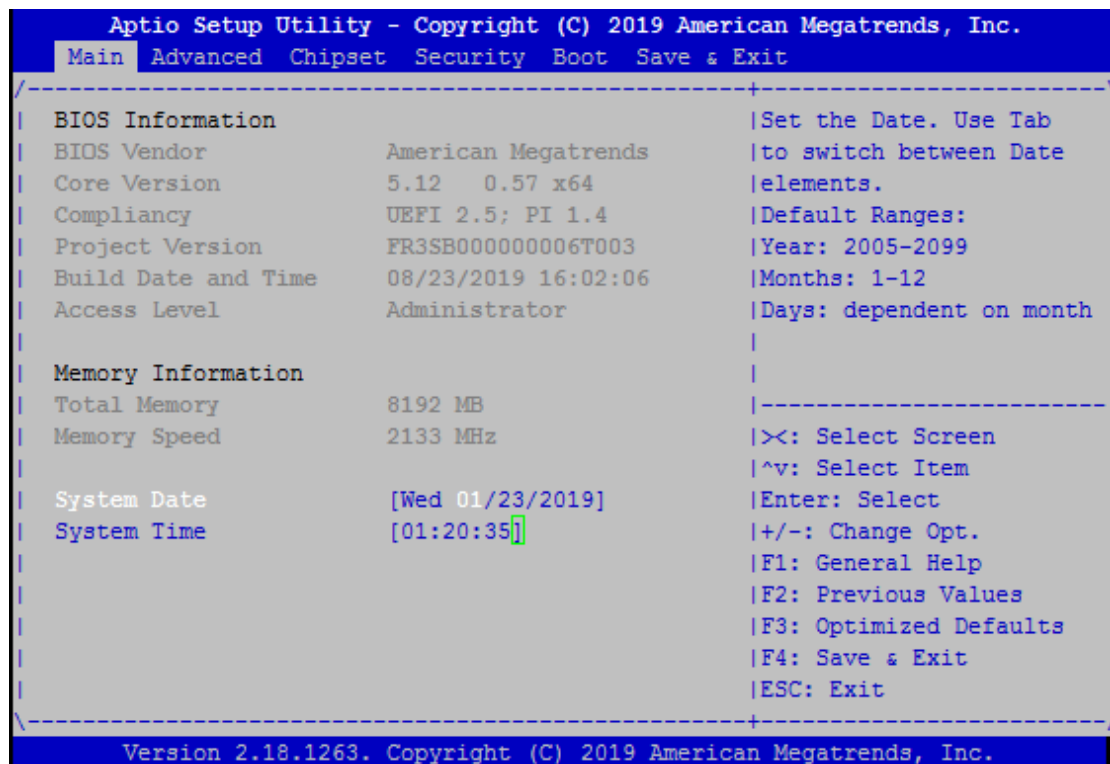 Aptio Setup Utility - Copyright (C) 2019 American Megatrends, Inc.
Main Advanced Chipset Security Boot Save & Exit
/----------------------------------------------------+-------------------------\
| BIOS Information |Set the Date. Use Tab
| BIOS Vendor American Megatrends |to switch between Date
| Core Version 5.12 0.57 x64 |elements.
| Compliancy UEFI 2.5; PI 1.4 |Default Ranges:
| Project Version FR3SB000000006T003 |Year: 2005-2099
| Build Date and Time 08/23/2019 16:02:06 |Months: 1-12
| Access Level Administrator |Days: dependent on month
| |
| Memory Information |
| Total Memory 8192 MB |-------------------------
| Memory Speed 2133 MHz |><: Select Screen
| |^v: Select Item
| System Date [Wed 01/23/2019] |Enter: Select
| System Time [01:20:35] |+/-: Change Opt.
| |F1: General Help
| |F2: Previous Values
| |F3: Optimized Defaults
| |F4: Save & Exit
| |ESC: Exit
\----------------------------------------------------+-------------------------/
Version 2.18.1263. Copyright (C) 2019 American Megatrends, Inc.